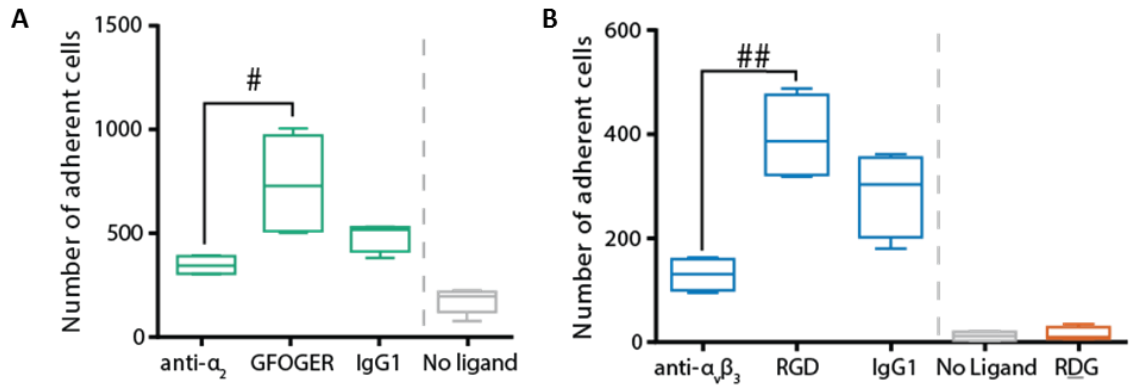 A
Number of adherent cells
1500
1000
500
0
#
anti-α₂ GFOGER IgG1 No ligand
B
Number of adherent cells
600
400
200
0
##
anti-αᵥβ₃ RGD IgG1 No Ligand RDG